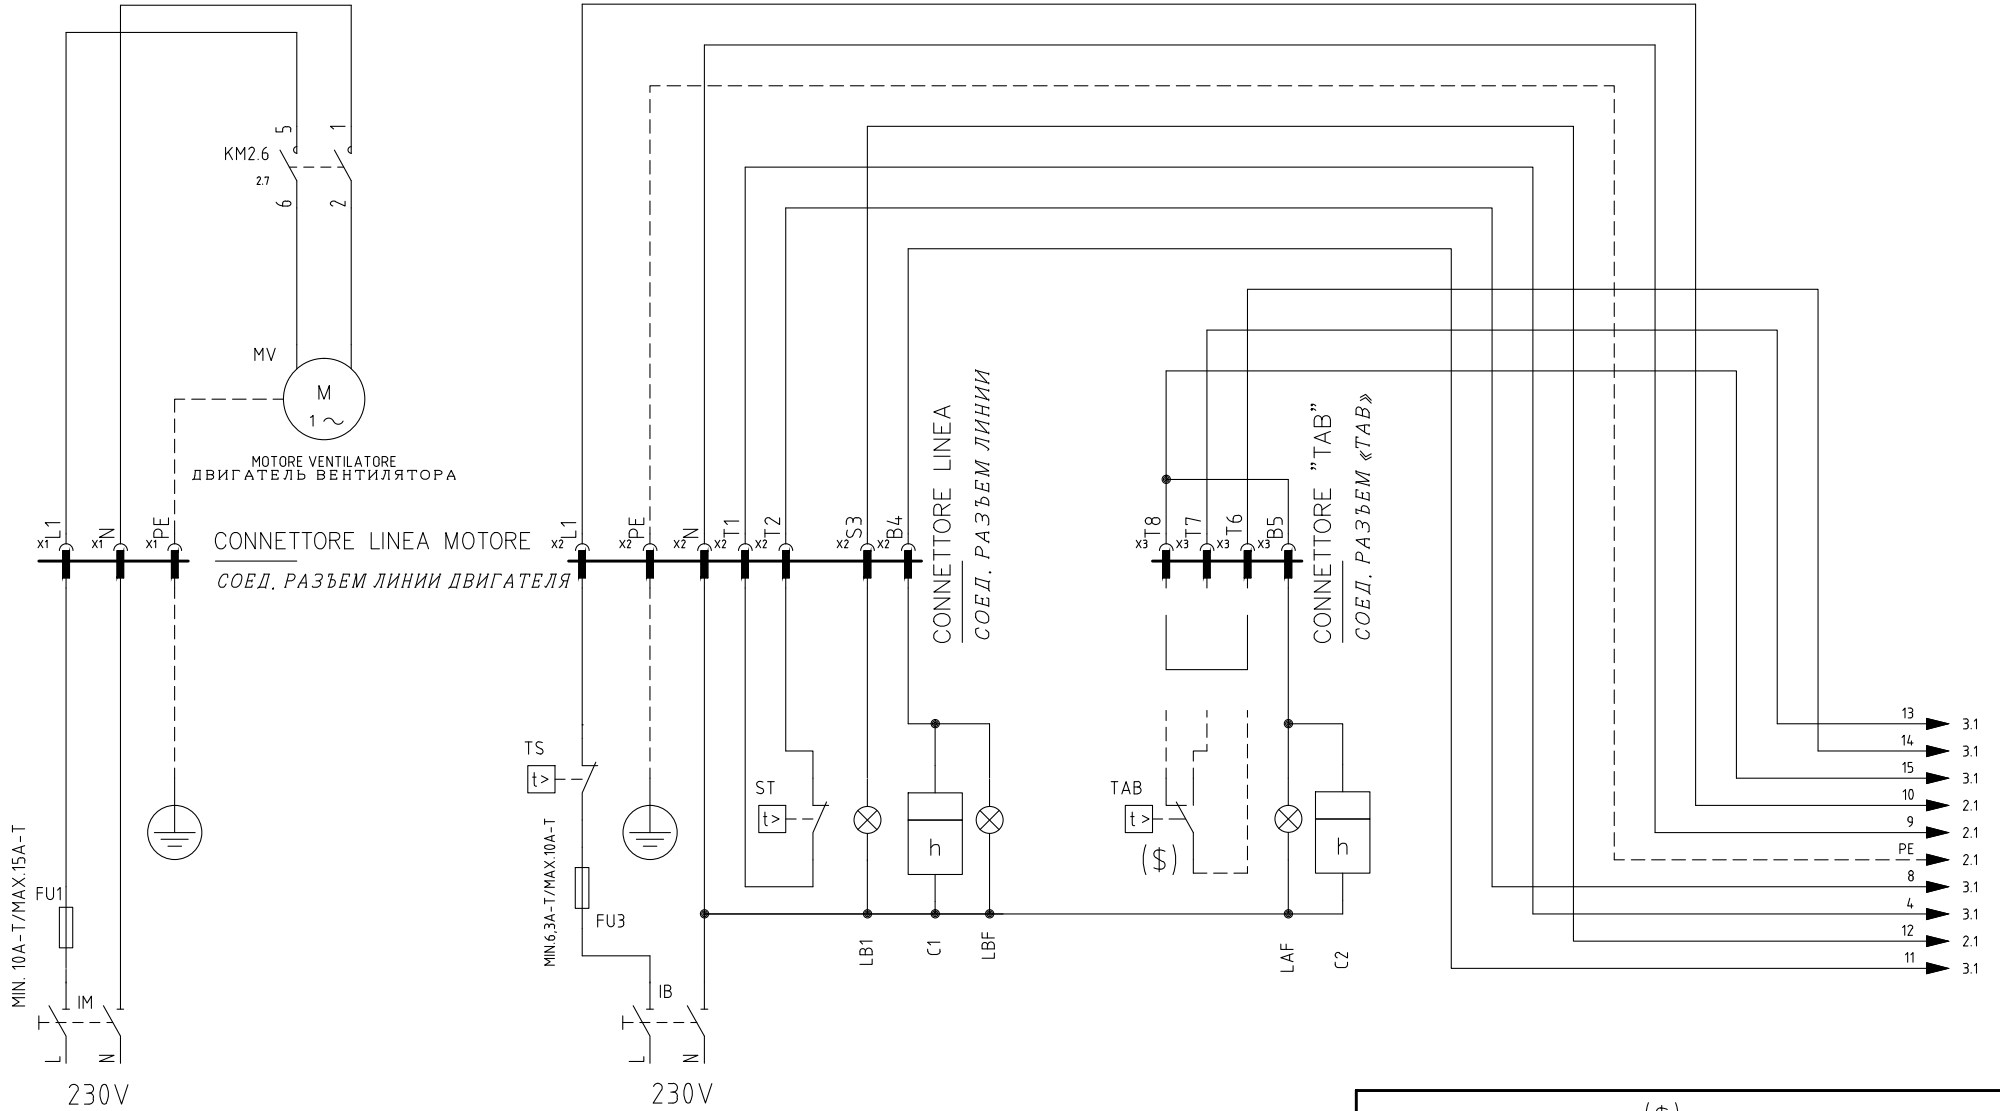 5
1
KM2.6
2.7
6
2
MV
M
1~
MOTORE VENTILATORE
ДВИГАТЕЛЬ ВЕНТИЛЯТОРА
X1 L1
X1 N
X1 PE
CONNETTORE LINEA MOTORE
СОЕД. РАЗЪЕМ ЛИНИИ ДВИГАТЕЛЯ
X2 L1
X2 PE
X2 N
X2 T1
X2 T2
X2 S3
X2 B4
CONNETTORE LINEA
СОЕД. РАЗЪЕМ ЛИНИИ
X3 T8
X3 T7
X3 T6
X3 B5
CONNETTORE "TAB"
СОЕД. РАЗЪЕМ «TAB»
13 3.1
14 3.1
15 3.1
10 2.1
9 2.1
PE 2.1
8 3.1
4 3.1
12 2.1
11 3.1
TS
t>
ST
t>
TAB
t>
($)
h
h
MIN. 10A-T/MAX.15A-T
FU1
MIN.6,3A-T/MAX.10A-T
FU3
LB1
C1
LBF
LAF
C2
IM
IB
L
N
L
N
230V
230V
($)